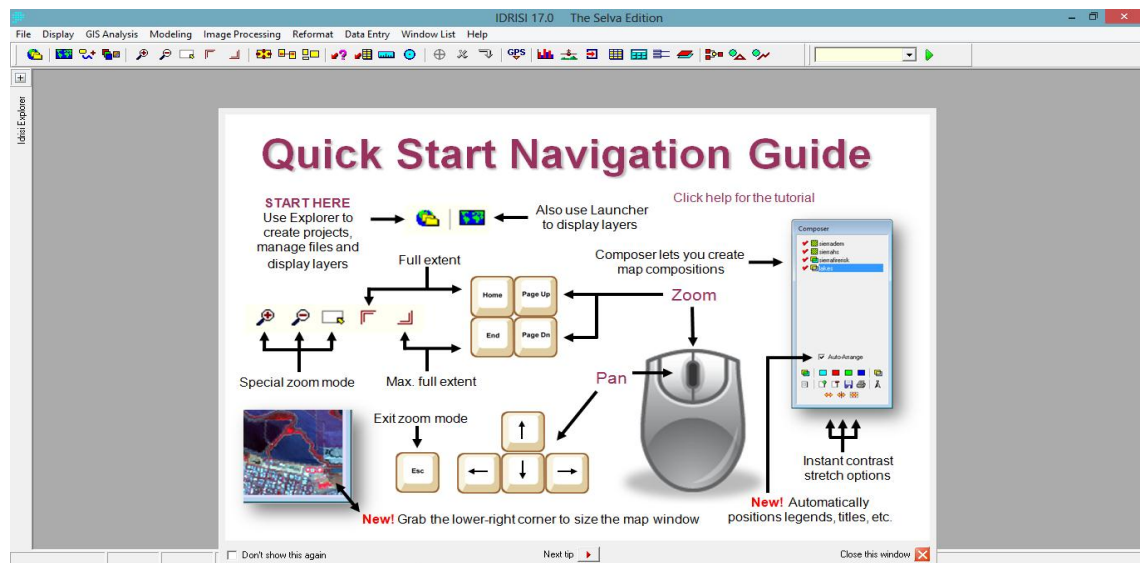 IDRISI 17.0 The Selva Edition
File Display GIS Analysis Modeling Image Processing Reformat Data Entry Window List Help
GPS
Idrisi Explorer
Quick Start Navigation Guide
START HERE
Use Explorer to
create projects,
manage files and
display layers
Also use Launcher
to display layers
Click help for the tutorial
Composer lets you create
map compositions
Composer
sienadem
sienahs
Auto-Arrange
Full extent
Home
Page Up
End
Page Dn
Zoom
Special zoom mode
Max. full extent
Pan
Exit zoom mode
Esc
Instant contrast
stretch options
New! Grab the lower-right corner to size the map window
New! Automatically
positions legends, titles, etc.
Don't show this again
Next tip
Close this window